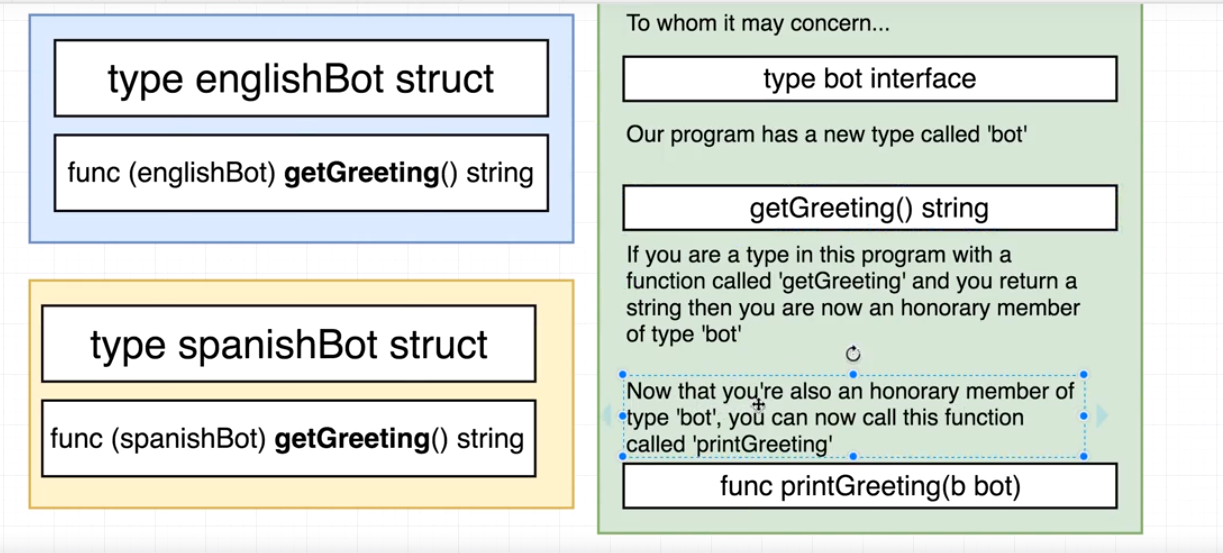 type englishBot struct
func (englishBot) getGreeting() string
type spanishBot struct
func (spanishBot) getGreeting() string
To whom it may concern...
type bot interface
Our program has a new type called 'bot'
getGreeting() string
If you are a type in this program with a
function called 'getGreeting' and you return a
string then you are now an honorary member
of type 'bot'
Now that you're also an honorary member of
type 'bot', you can now call this function
called 'printGreeting'
func printGreeting(b bot)